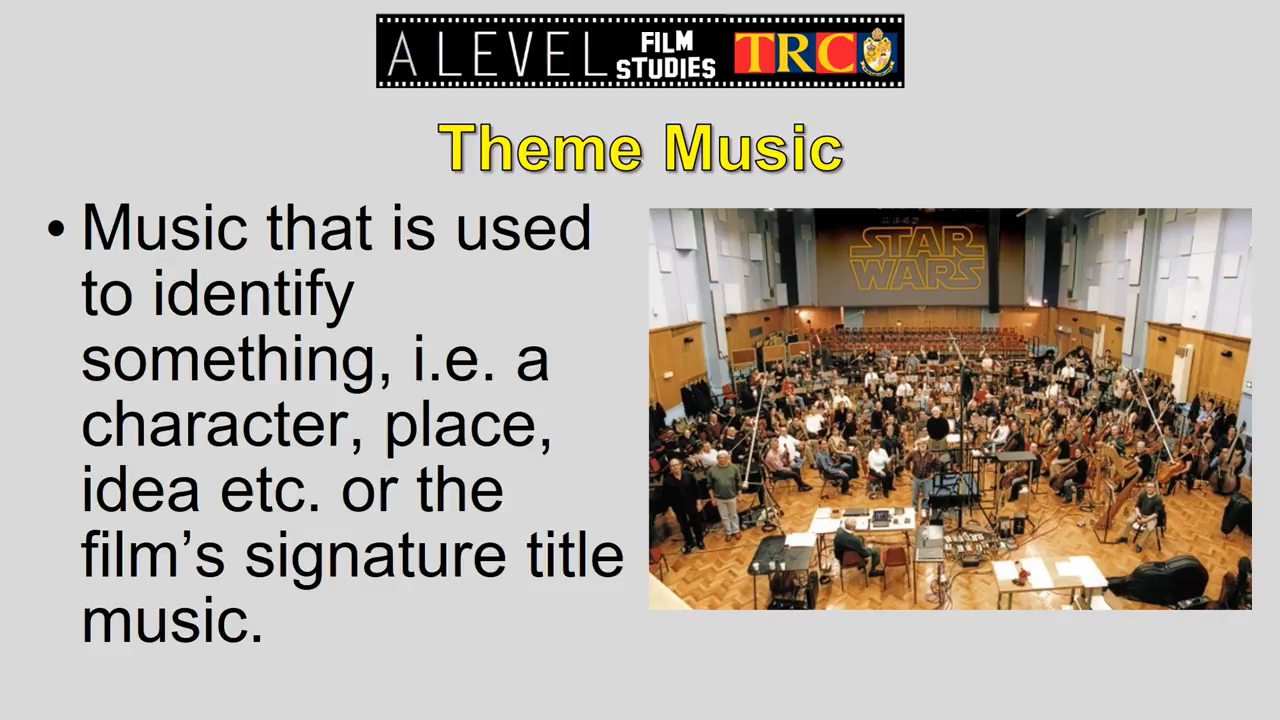 A LEVEL FILM STUDIES TRC
Theme Music
• Music that is used
to identify
something, i.e. a
character, place,
idea etc. or the
film’s signature title
music.
STAR
WARS